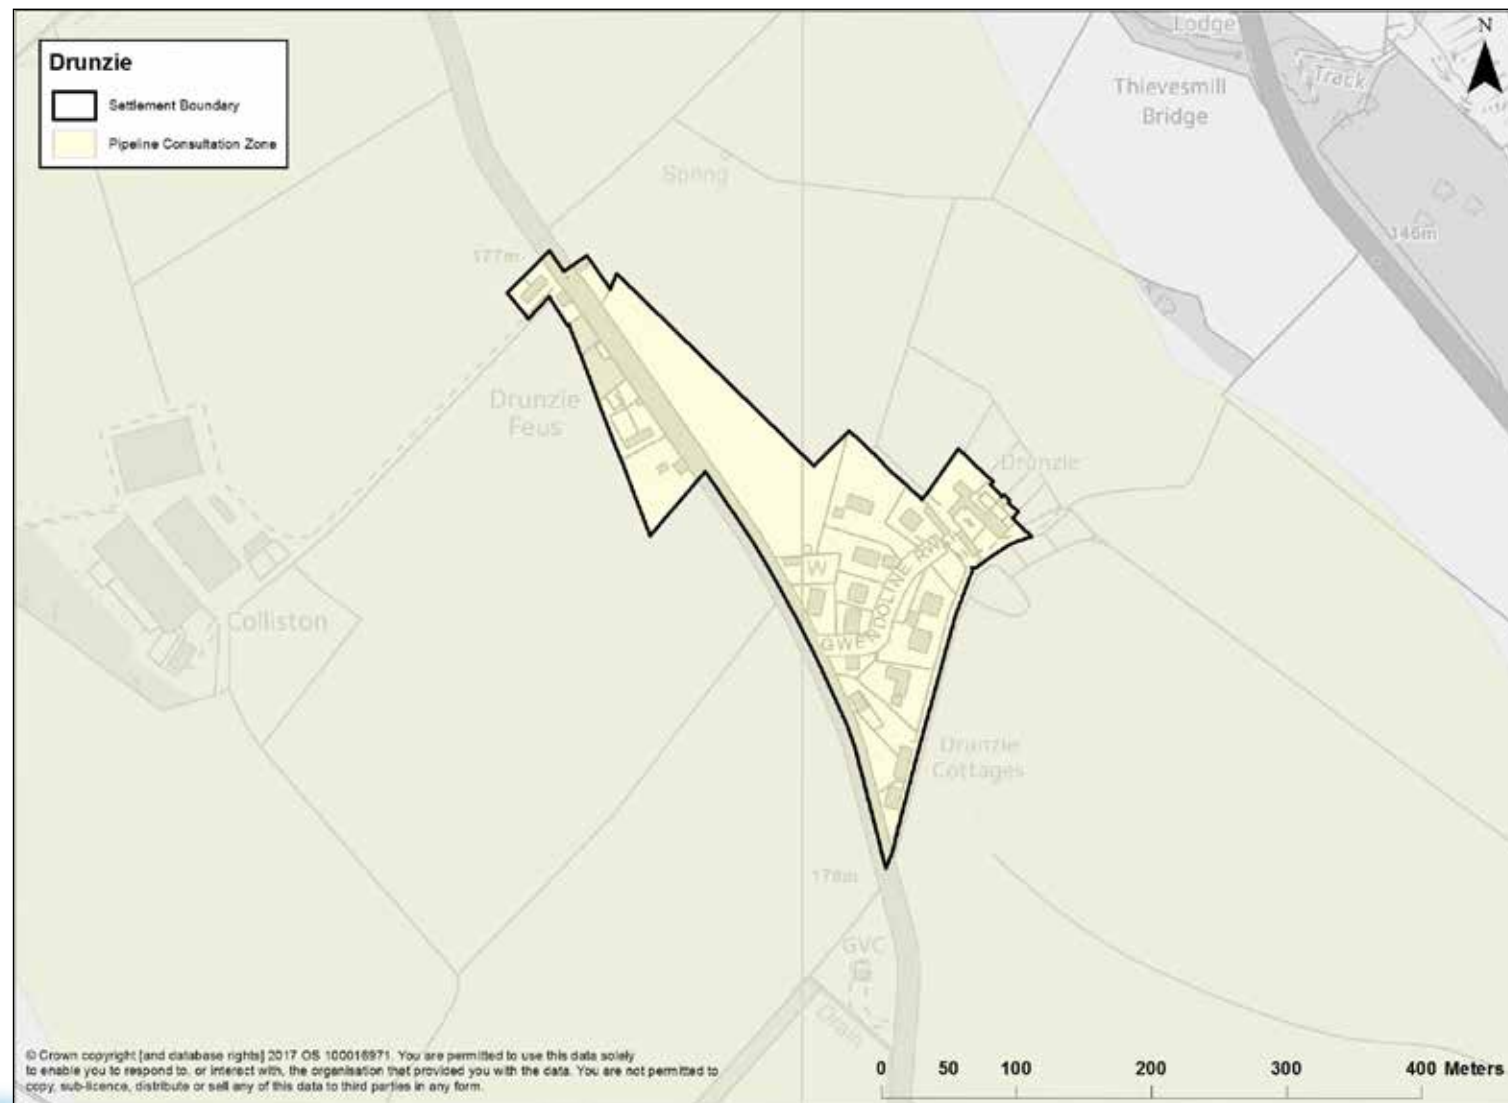 Drunzie
Settlement Boundary
Pipeline Consultation Zone
N
Lodge
Track
Thievesmill
Bridge
146m
Spring
177m
Drunzie
Feus
Drunzie
W
GWENDOLINE
Colliston
Drunzie
Cottages
178m
GVC
Drain
© Crown copyright [and database rights] 2017 OS 100016971. You are permitted to use this data solely
to enable you to respond to, or interact with, the organisation that provided you with the data. You are not permitted to
copy, sub-licence, distribute or sell any of this data to third parties in any form.
0 50 100 200 300 400 Meters